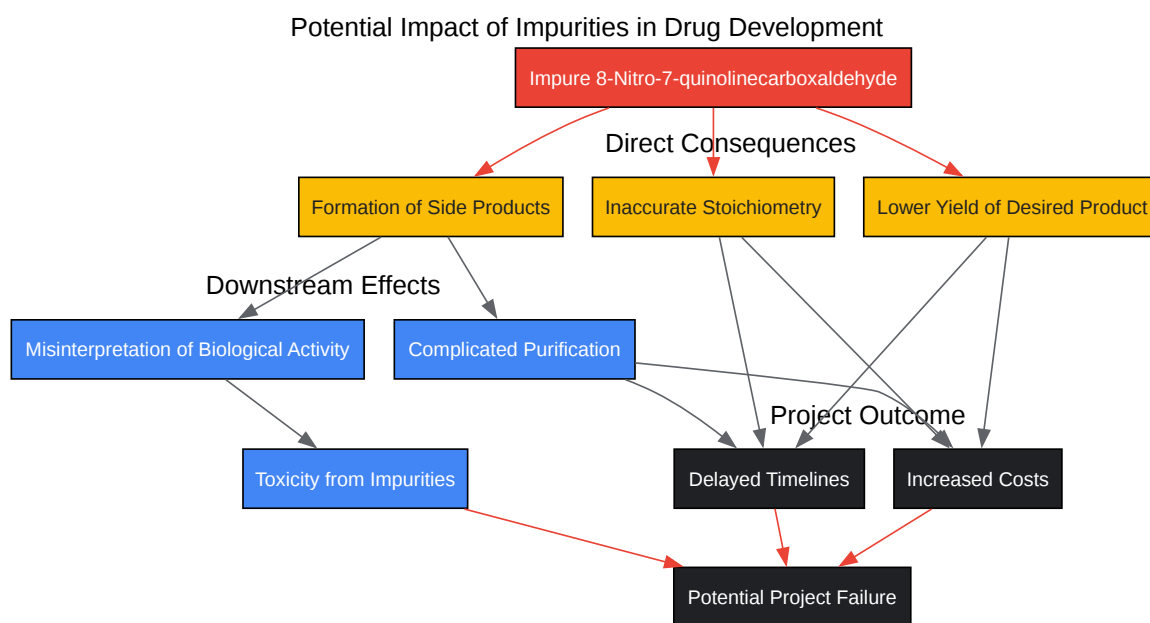 Potential Impact of Impurities in Drug Development
Impure 8-Nitro-7-quinolinecarboxaldehyde
Direct Consequences
Formation of Side Products
Inaccurate Stoichiometry
Lower Yield of Desired Product
Downstream Effects
Misinterpretation of Biological Activity
Complicated Purification
Project Outcome
Toxicity from Impurities
Delayed Timelines
Increased Costs
Potential Project Failure